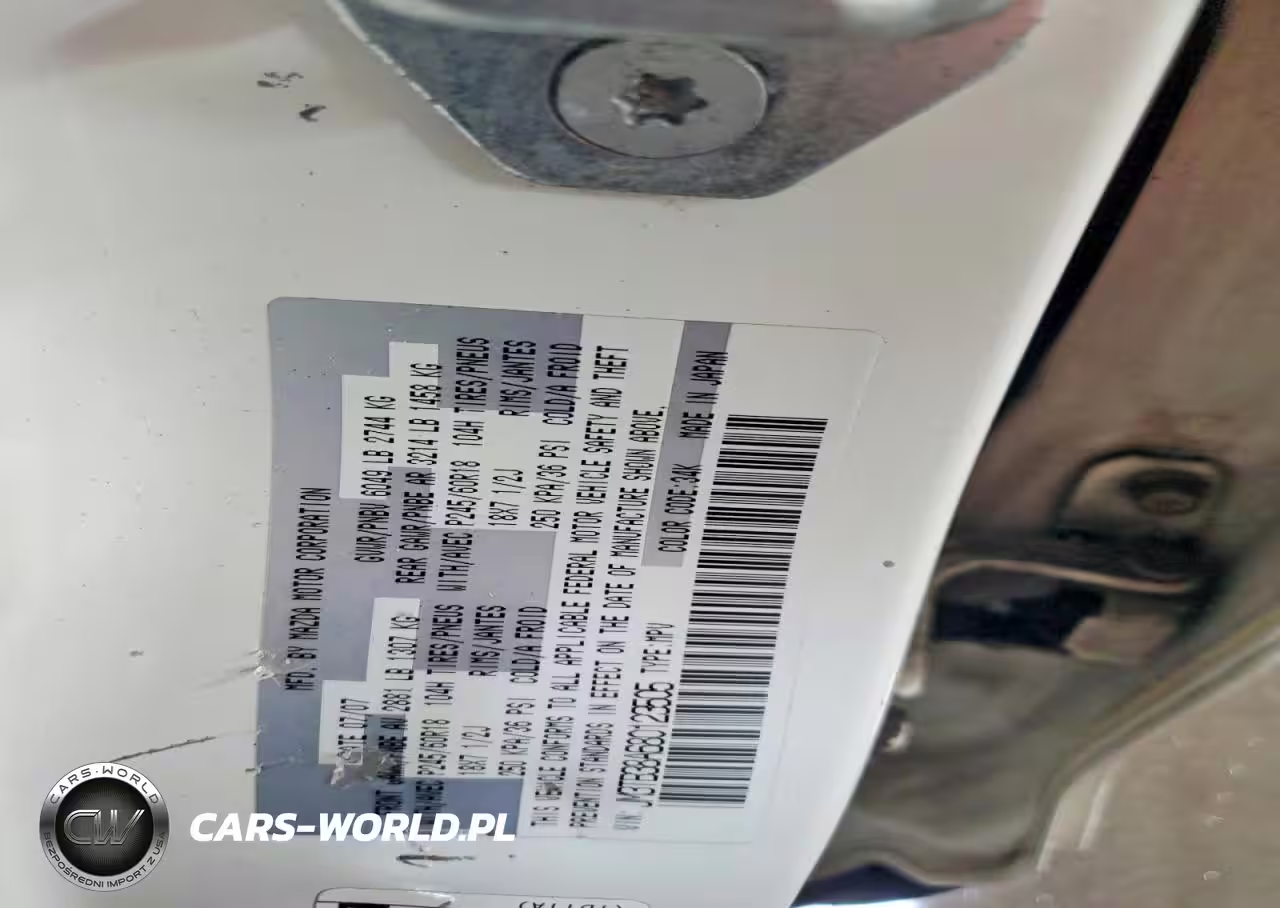 MFD. BY MAZDA MOTOR CORPORATION
DATE 07/07 GVWR/PNBV 6049 LB 2744 KG
2881 LB 1307 KG REAR GAWR/PNBE AR 3214 LB 1458 KG
P245/60R18 104H TIRES/PNEUS WITH/AVEC P245/60R18 104H TIRES/PNEUS
18X7 1/2J RIMS/JANTES 18X7 1/2J RIMS/JANTES
250 KPA/36 PSI COLD/A FROID 250 KPA/36 PSI COLD/A FROID
THIS VEHICLE CONFORMS TO ALL APPLICABLE FEDERAL MOTOR VEHICLE SAFETY AND THEFT
PREVENTION STANDARDS IN EFFECT ON THE DATE OF MANUFACTURE SHOWN ABOVE.
VIN: TYPE:MPV COLOR CODE:34K MADE IN JAPAN
CARS-WORLD
CW
BEZPOŚREDNI IMPORT Z USA
CARS-WORLD.PL